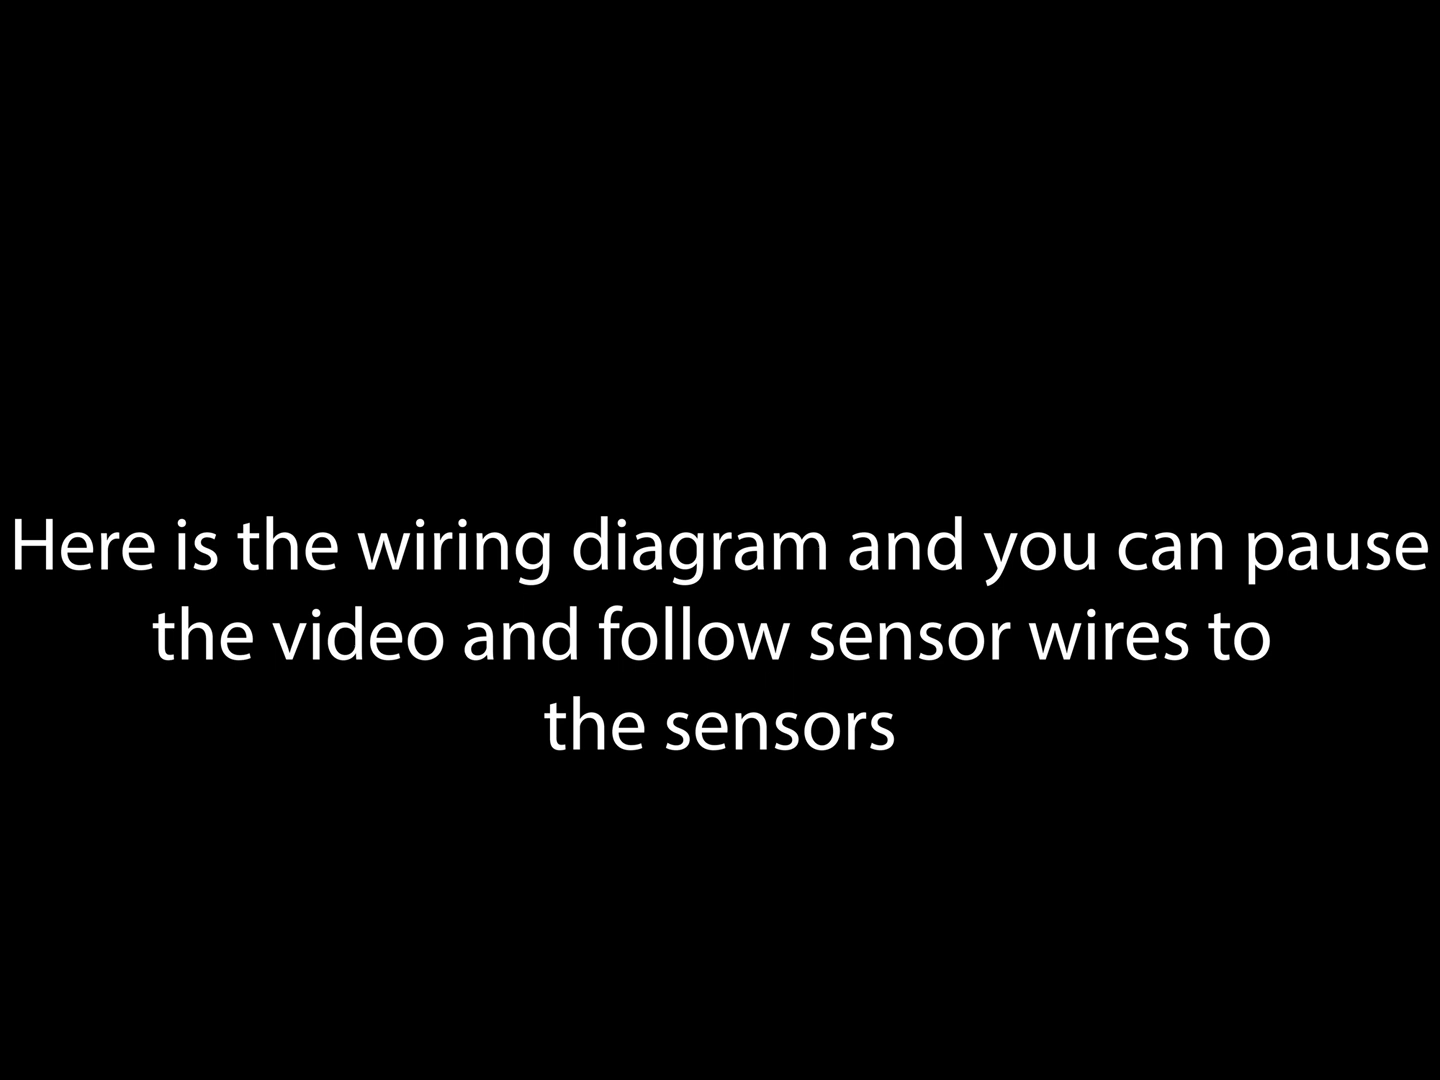 Here is the wiring diagram and you can pause
the video and follow sensor wires to
the sensors